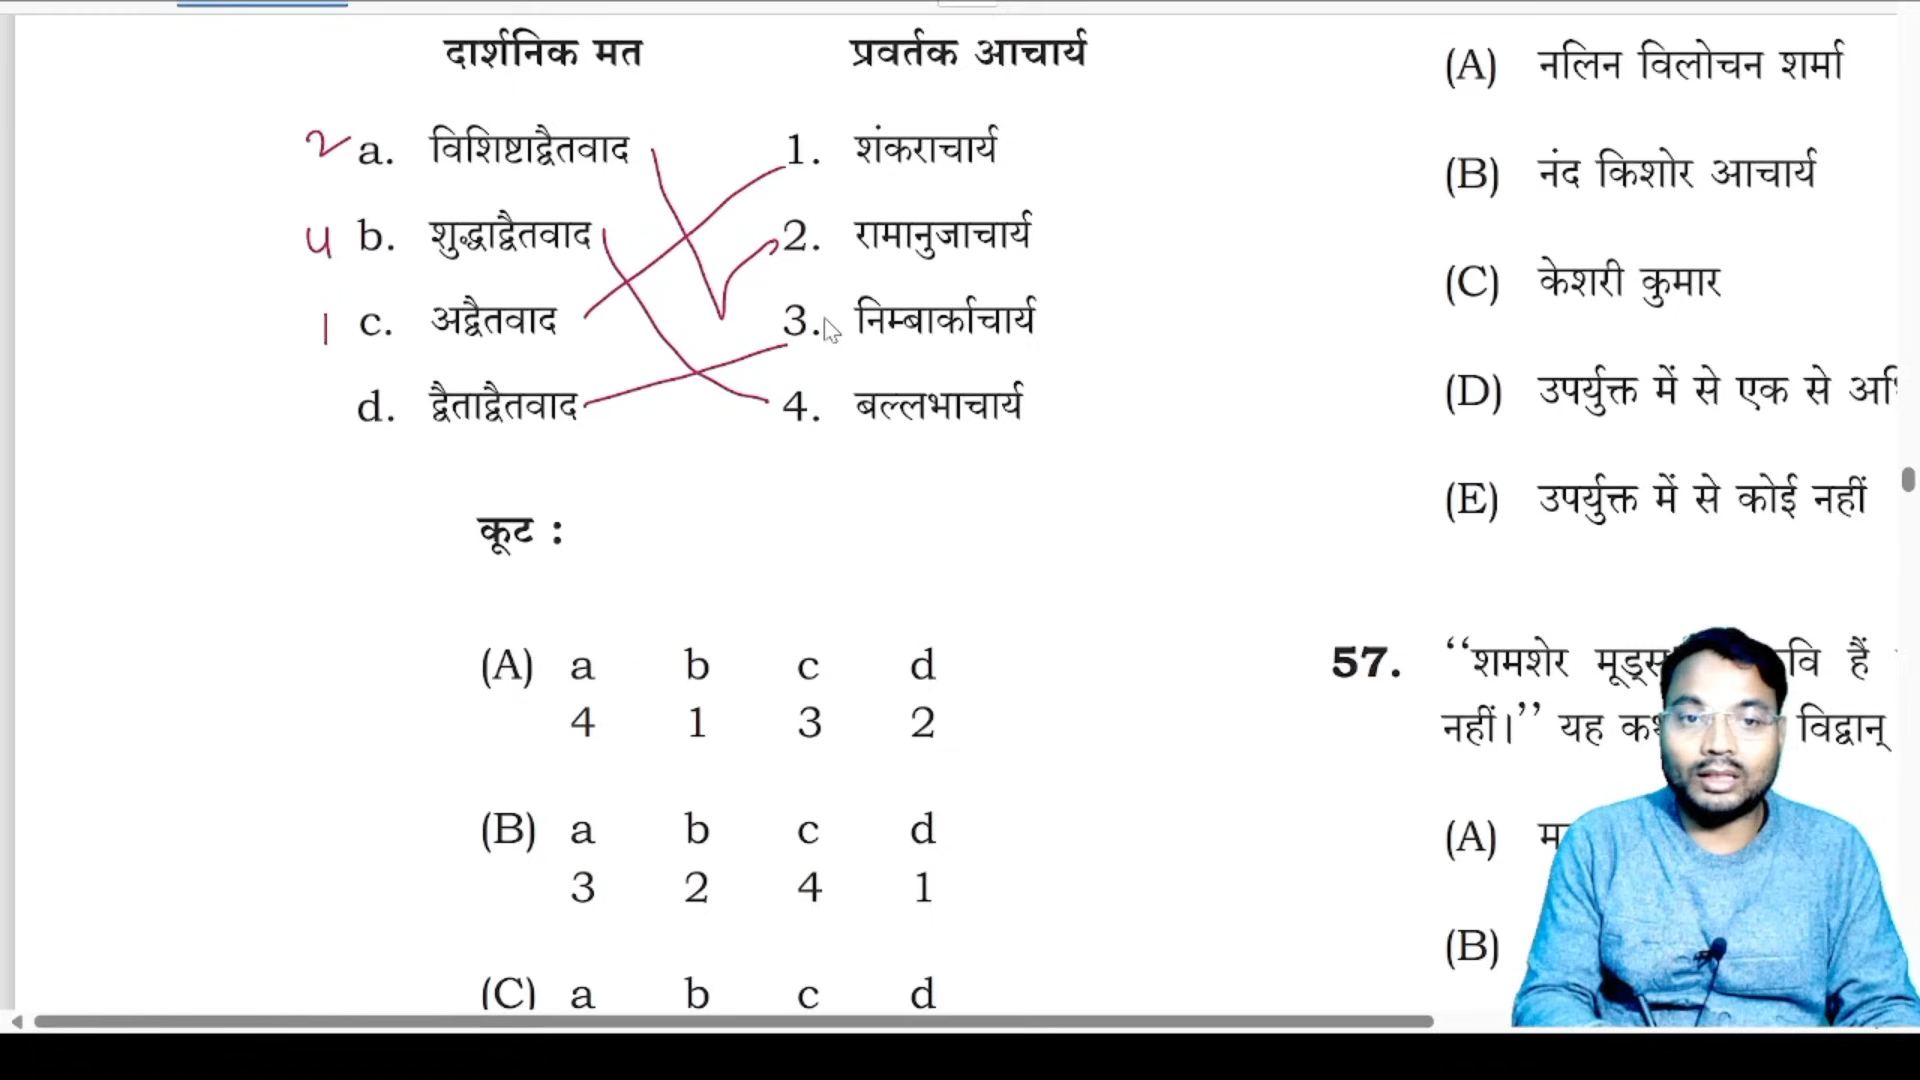 दार्शनिक मत प्रवर्तक आचार्य
2 a. विशिष्टाद्वैतवाद 1. शंकराचार्य
4 b. शुद्धाद्वैतवाद 2. रामानुजाचार्य
1 c. अद्वैतवाद 3. निम्बार्काचार्य
d. द्वैताद्वैतवाद 4. बल्लभाचार्य
कूट :
(A) a b c d
4 1 3 2
(B) a b c d
3 2 4 1
(C) a b c d
(A) नलिन विलोचन शर्मा
(B) नंद किशोर आचार्य
(C) केशरी कुमार
(D) उपर्युक्त में से एक से
(E) उपर्युक्त में से कोई नहीं
57. ‘‘शमशेर हैं
नहीं।’’ यह विद्वान्
(A)
(B)